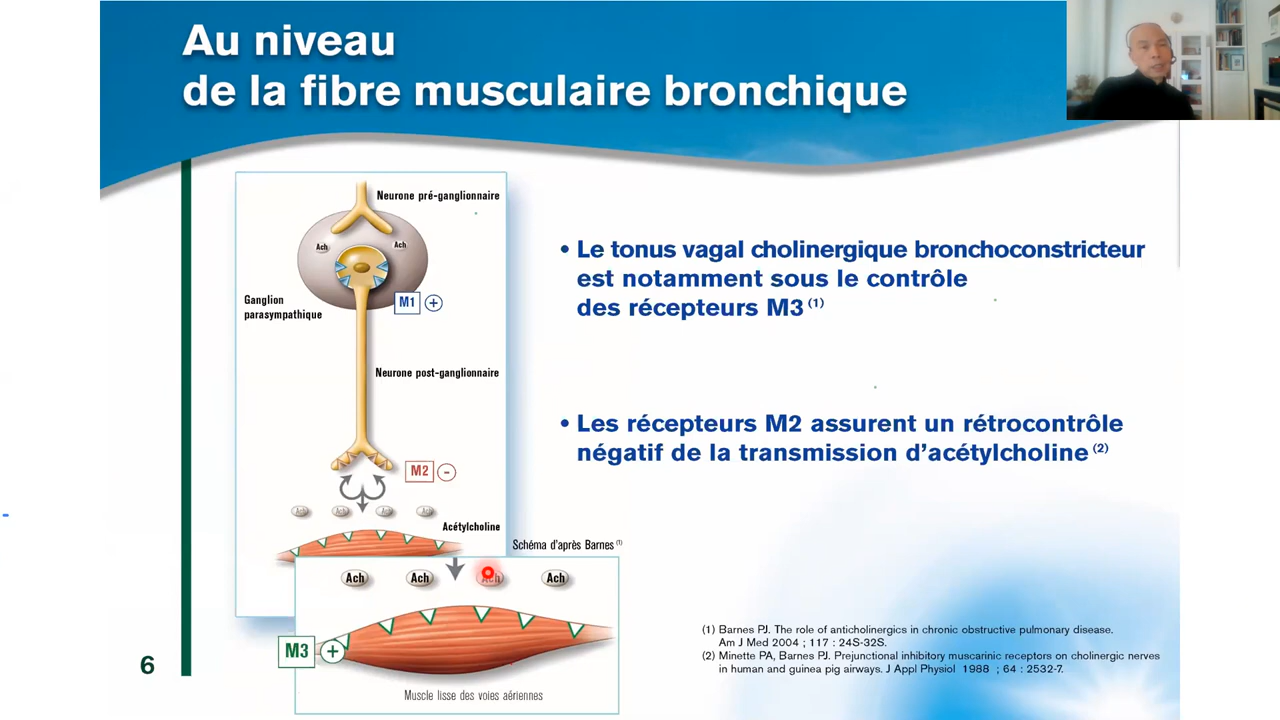 Au niveau
de la fibre musculaire bronchique
Neurone pré-ganglionnaire
Ach
Ach
M1 +
Ganglion
parasympathique
Neurone post-ganglionnaire
M2 -
Ach
Ach
Ach
Ach
Acétylcholine
Schéma d'après Barnes (1)
Ach
Ach
Ach
Ach
M3 +
Muscle lisse des voies aériennes
• Le tonus vagal cholinergique bronchoconstricteur
est notamment sous le contrôle
des récepteurs M3 (1)
• Les récepteurs M2 assurent un rétrocontrôle
négatif de la transmission d'acétylcholine (2)
(1) Barnes PJ. The role of anticholinergics in chronic obstructive pulmonary disease.
Am J Med 2004 ; 117 : 24S-32S.
(2) Minette PA, Barnes PJ. Prejunctional inhibitory muscarinic receptors on cholinergic nerves
in human and guinea pig airways. J Appl Physiol 1988 ; 64 : 2532-7.
6